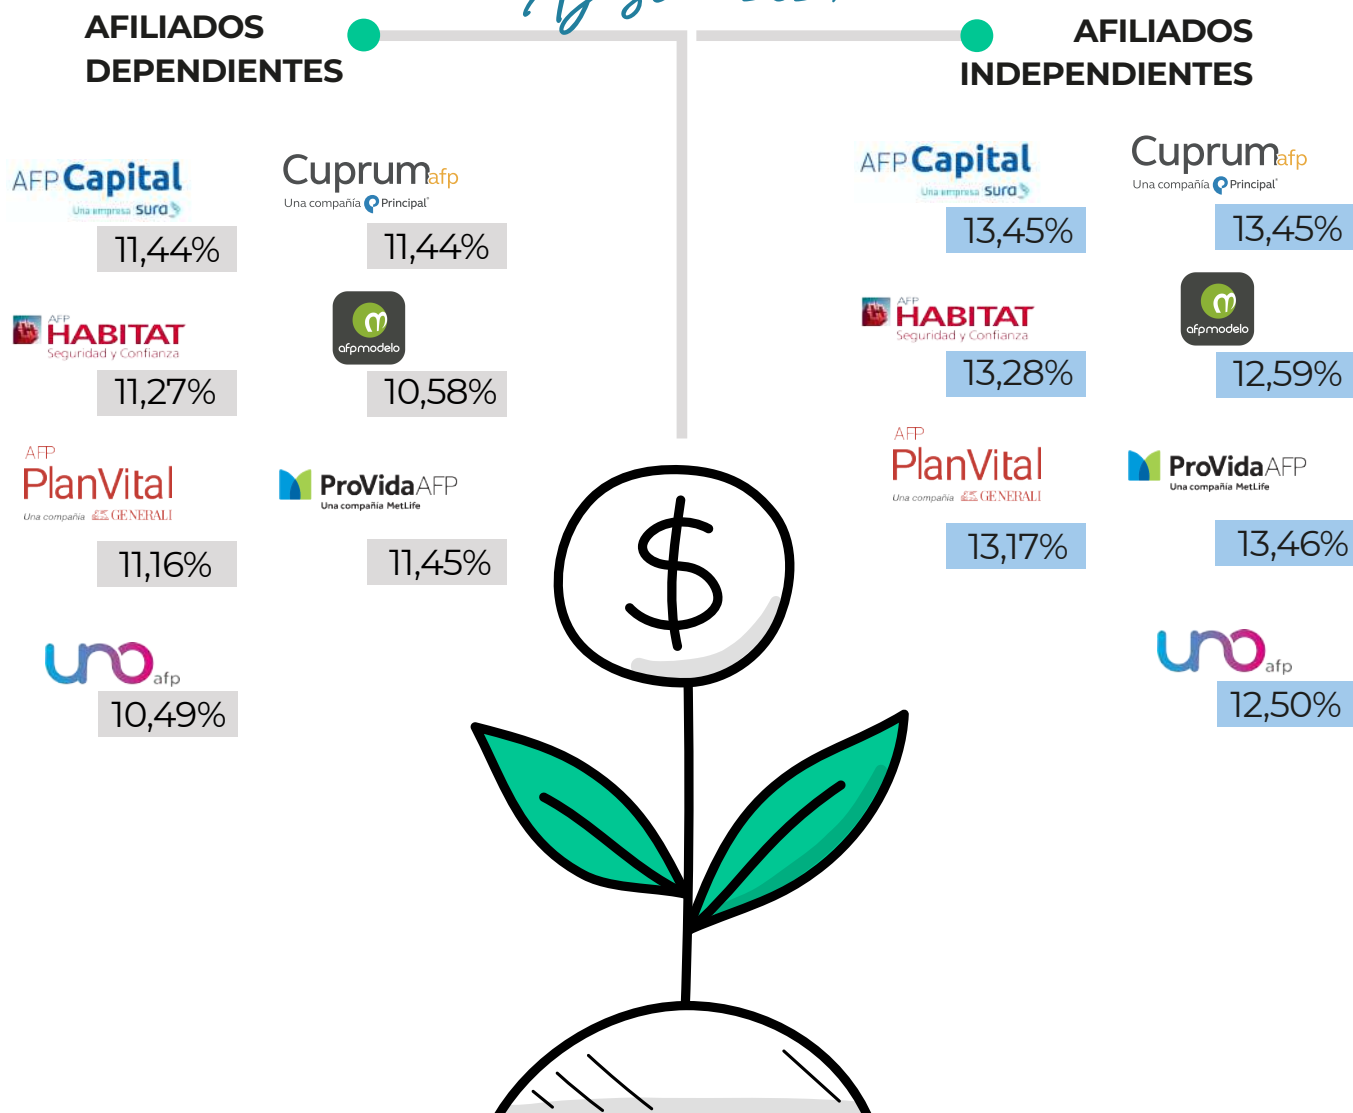 AFILIADOS
DEPENDIENTES
AFP Capital
Una empresa sura
11,44%
Cuprum afp
Una compañía Principal
11,44%
AFP
HABITAT
Seguridad y Confianza
11,27%
afpmodelo
10,58%
AFP
PlanVital
Una compañía GENERALI
11,16%
ProVida AFP
Una compañía MetLife
11,45%
uno afp
10,49%
$
AFILIADOS
INDEPENDIENTES
AFP Capital
Una empresa sura
13,45%
Cuprum afp
Una compañía Principal
13,45%
AFP
HABITAT
Seguridad y Confianza
13,28%
afpmodelo
12,59%
AFP
PlanVital
Una compañía GENERALI
13,17%
ProVida AFP
Una compañía MetLife
13,46%
uno afp
12,50%